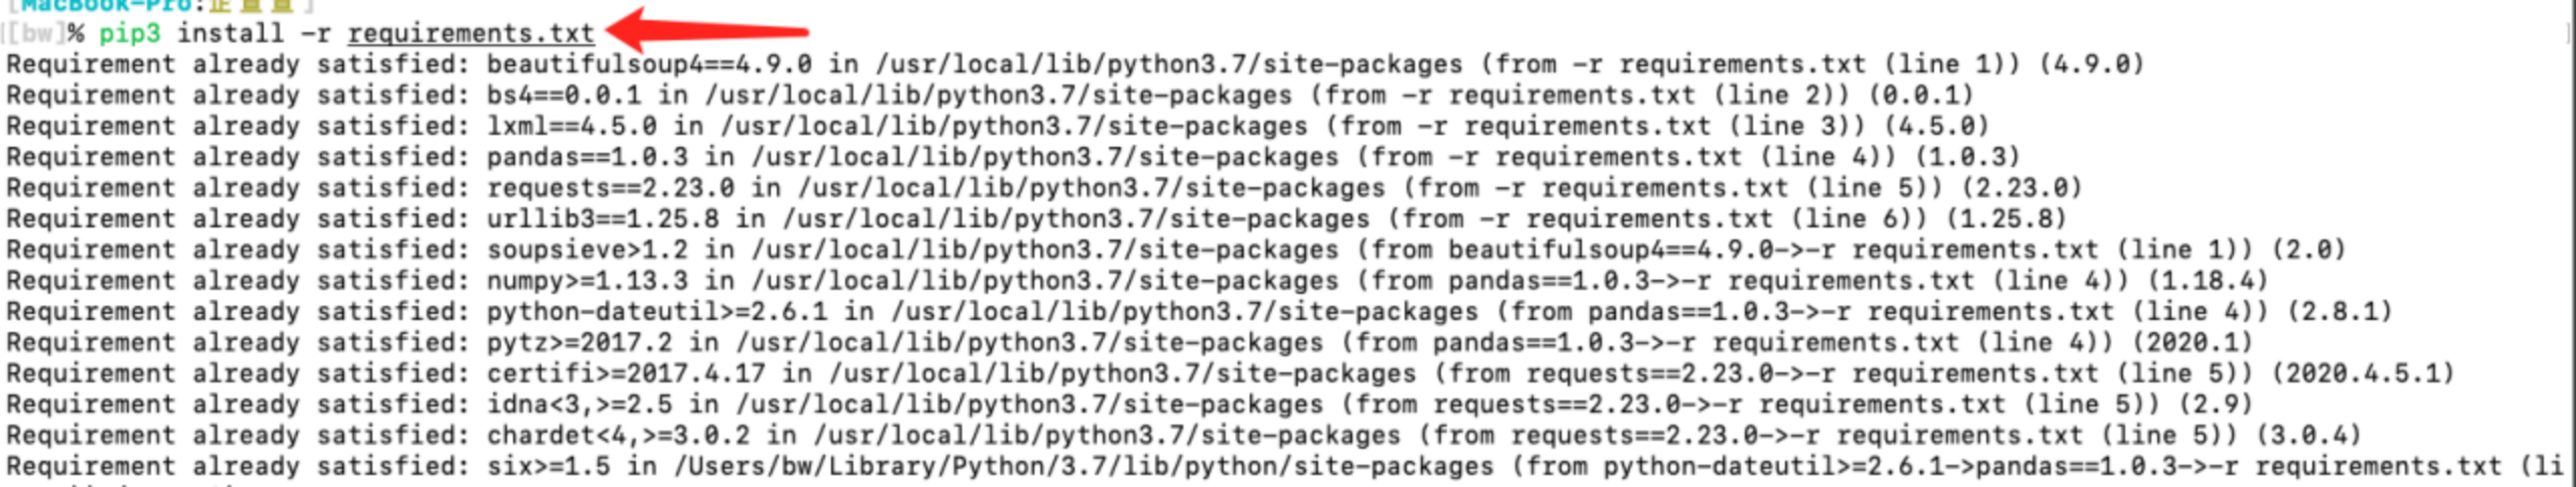 [MacBook-Pro:
[[bw]% pip3 install -r requirements.txt ]
Requirement already satisfied: beautifulsoup4==4.9.0 in /usr/local/lib/python3.7/site-packages (from -r requirements.txt (line 1)) (4.9.0)
Requirement already satisfied: bs4==0.0.1 in /usr/local/lib/python3.7/site-packages (from -r requirements.txt (line 2)) (0.0.1)
Requirement already satisfied: lxml==4.5.0 in /usr/local/lib/python3.7/site-packages (from -r requirements.txt (line 3)) (4.5.0)
Requirement already satisfied: pandas==1.0.3 in /usr/local/lib/python3.7/site-packages (from -r requirements.txt (line 4)) (1.0.3)
Requirement already satisfied: requests==2.23.0 in /usr/local/lib/python3.7/site-packages (from -r requirements.txt (line 5)) (2.23.0)
Requirement already satisfied: urllib3==1.25.8 in /usr/local/lib/python3.7/site-packages (from -r requirements.txt (line 6)) (1.25.8)
Requirement already satisfied: soupsieve>1.2 in /usr/local/lib/python3.7/site-packages (from beautifulsoup4==4.9.0->-r requirements.txt (line 1)) (2.0)
Requirement already satisfied: numpy>=1.13.3 in /usr/local/lib/python3.7/site-packages (from pandas==1.0.3->-r requirements.txt (line 4)) (1.18.4)
Requirement already satisfied: python-dateutil>=2.6.1 in /usr/local/lib/python3.7/site-packages (from pandas==1.0.3->-r requirements.txt (line 4)) (2.8.1)
Requirement already satisfied: pytz>=2017.2 in /usr/local/lib/python3.7/site-packages (from pandas==1.0.3->-r requirements.txt (line 4)) (2020.1)
Requirement already satisfied: certifi>=2017.4.17 in /usr/local/lib/python3.7/site-packages (from requests==2.23.0->-r requirements.txt (line 5)) (2020.4.5.1)
Requirement already satisfied: idna<3,>=2.5 in /usr/local/lib/python3.7/site-packages (from requests==2.23.0->-r requirements.txt (line 5)) (2.9)
Requirement already satisfied: chardet<4,>=3.0.2 in /usr/local/lib/python3.7/site-packages (from requests==2.23.0->-r requirements.txt (line 5)) (3.0.4)
Requirement already satisfied: six>=1.5 in /Users/bw/Library/Python/3.7/lib/python/site-packages (from python-dateutil>=2.6.1->pandas==1.0.3->-r requirements.txt (li